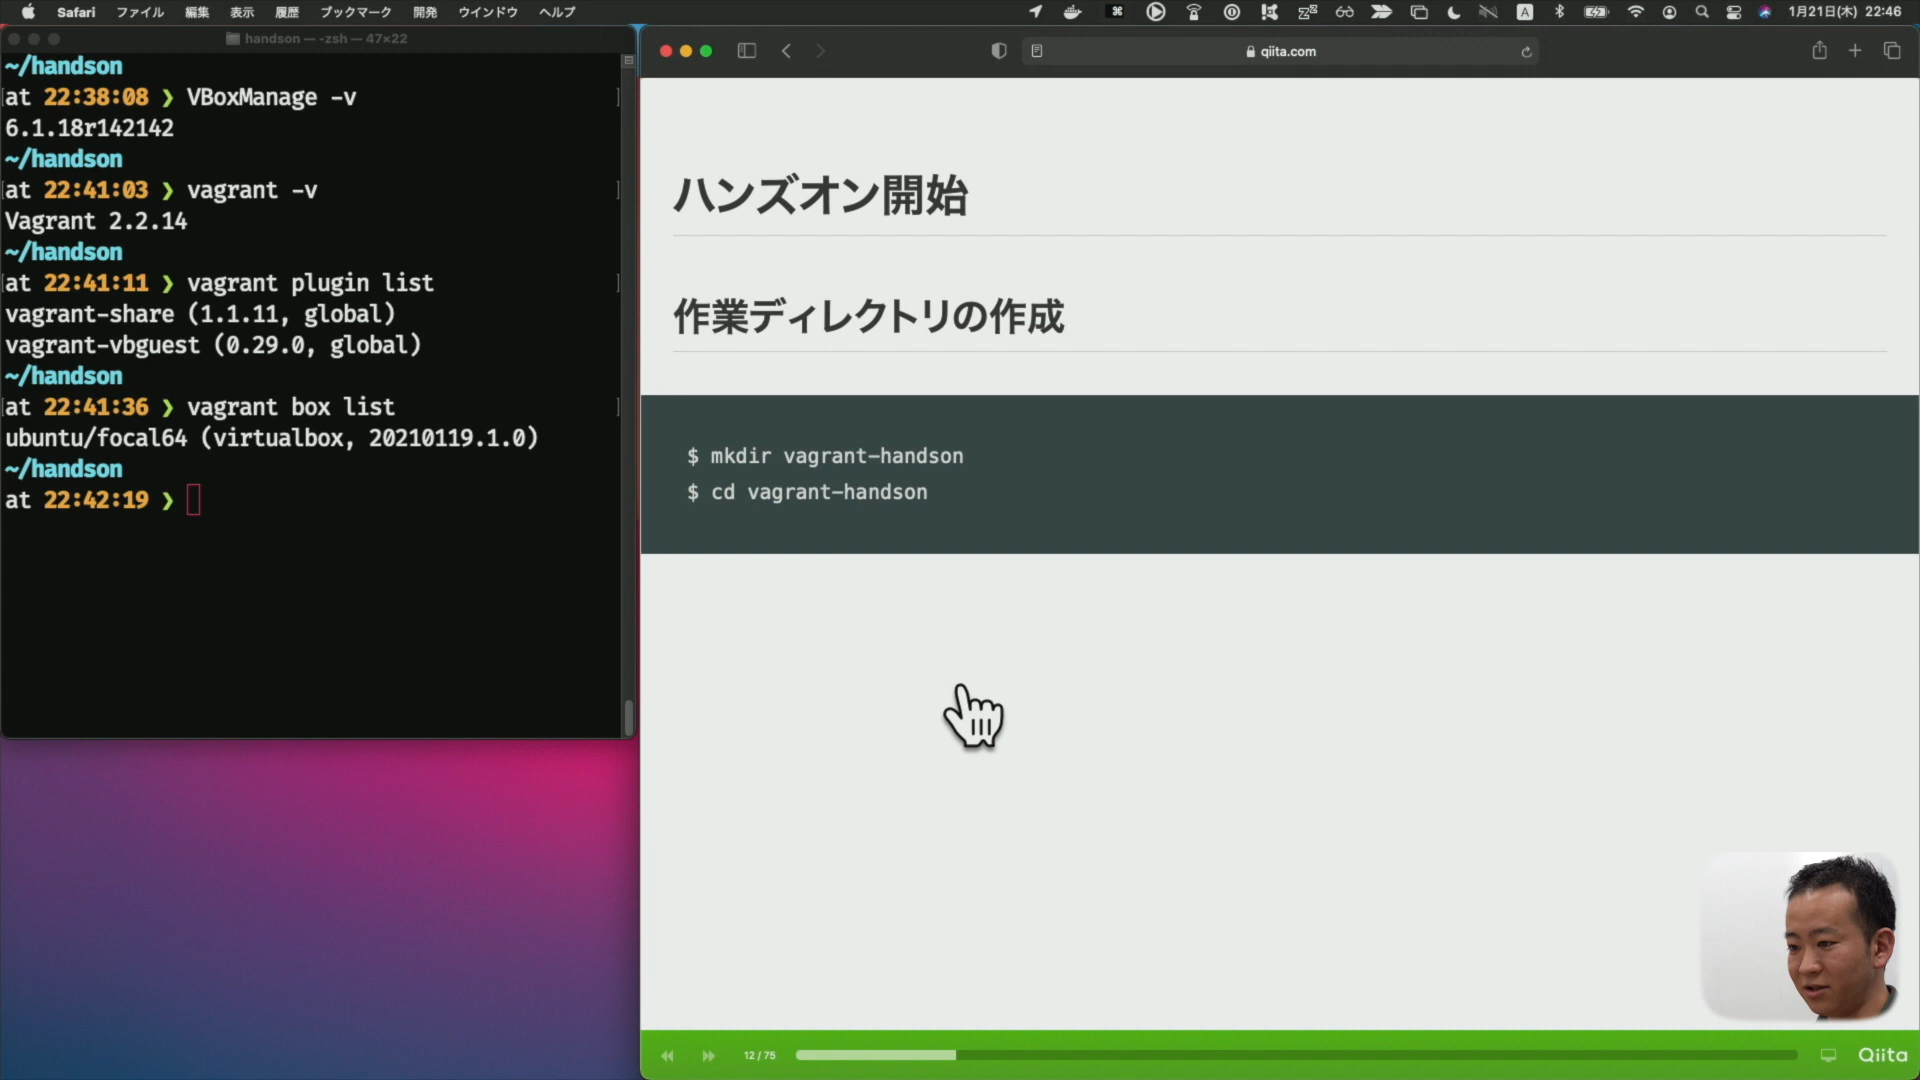 Safari ファイル 編集 表示 履歴 ブックマーク 開発 ウインドウ ヘルプ
A
1月21日(木) 22:46
handson — -zsh — 47×22
~/handson
at 22:38:08 ❯ VBoxManage -v
6.1.18r142142
~/handson
at 22:41:03 ❯ vagrant -v
Vagrant 2.2.14
~/handson
at 22:41:11 ❯ vagrant plugin list
vagrant-share (1.1.11, global)
vagrant-vbguest (0.29.0, global)
~/handson
at 22:41:36 ❯ vagrant box list
ubuntu/focal64 (virtualbox, 20210119.1.0)
~/handson
at 22:42:19 ❯
qiita.com
ハンズオン開始
作業ディレクトリの作成
$ mkdir vagrant-handson
$ cd vagrant-handson
12 / 75
Qiita